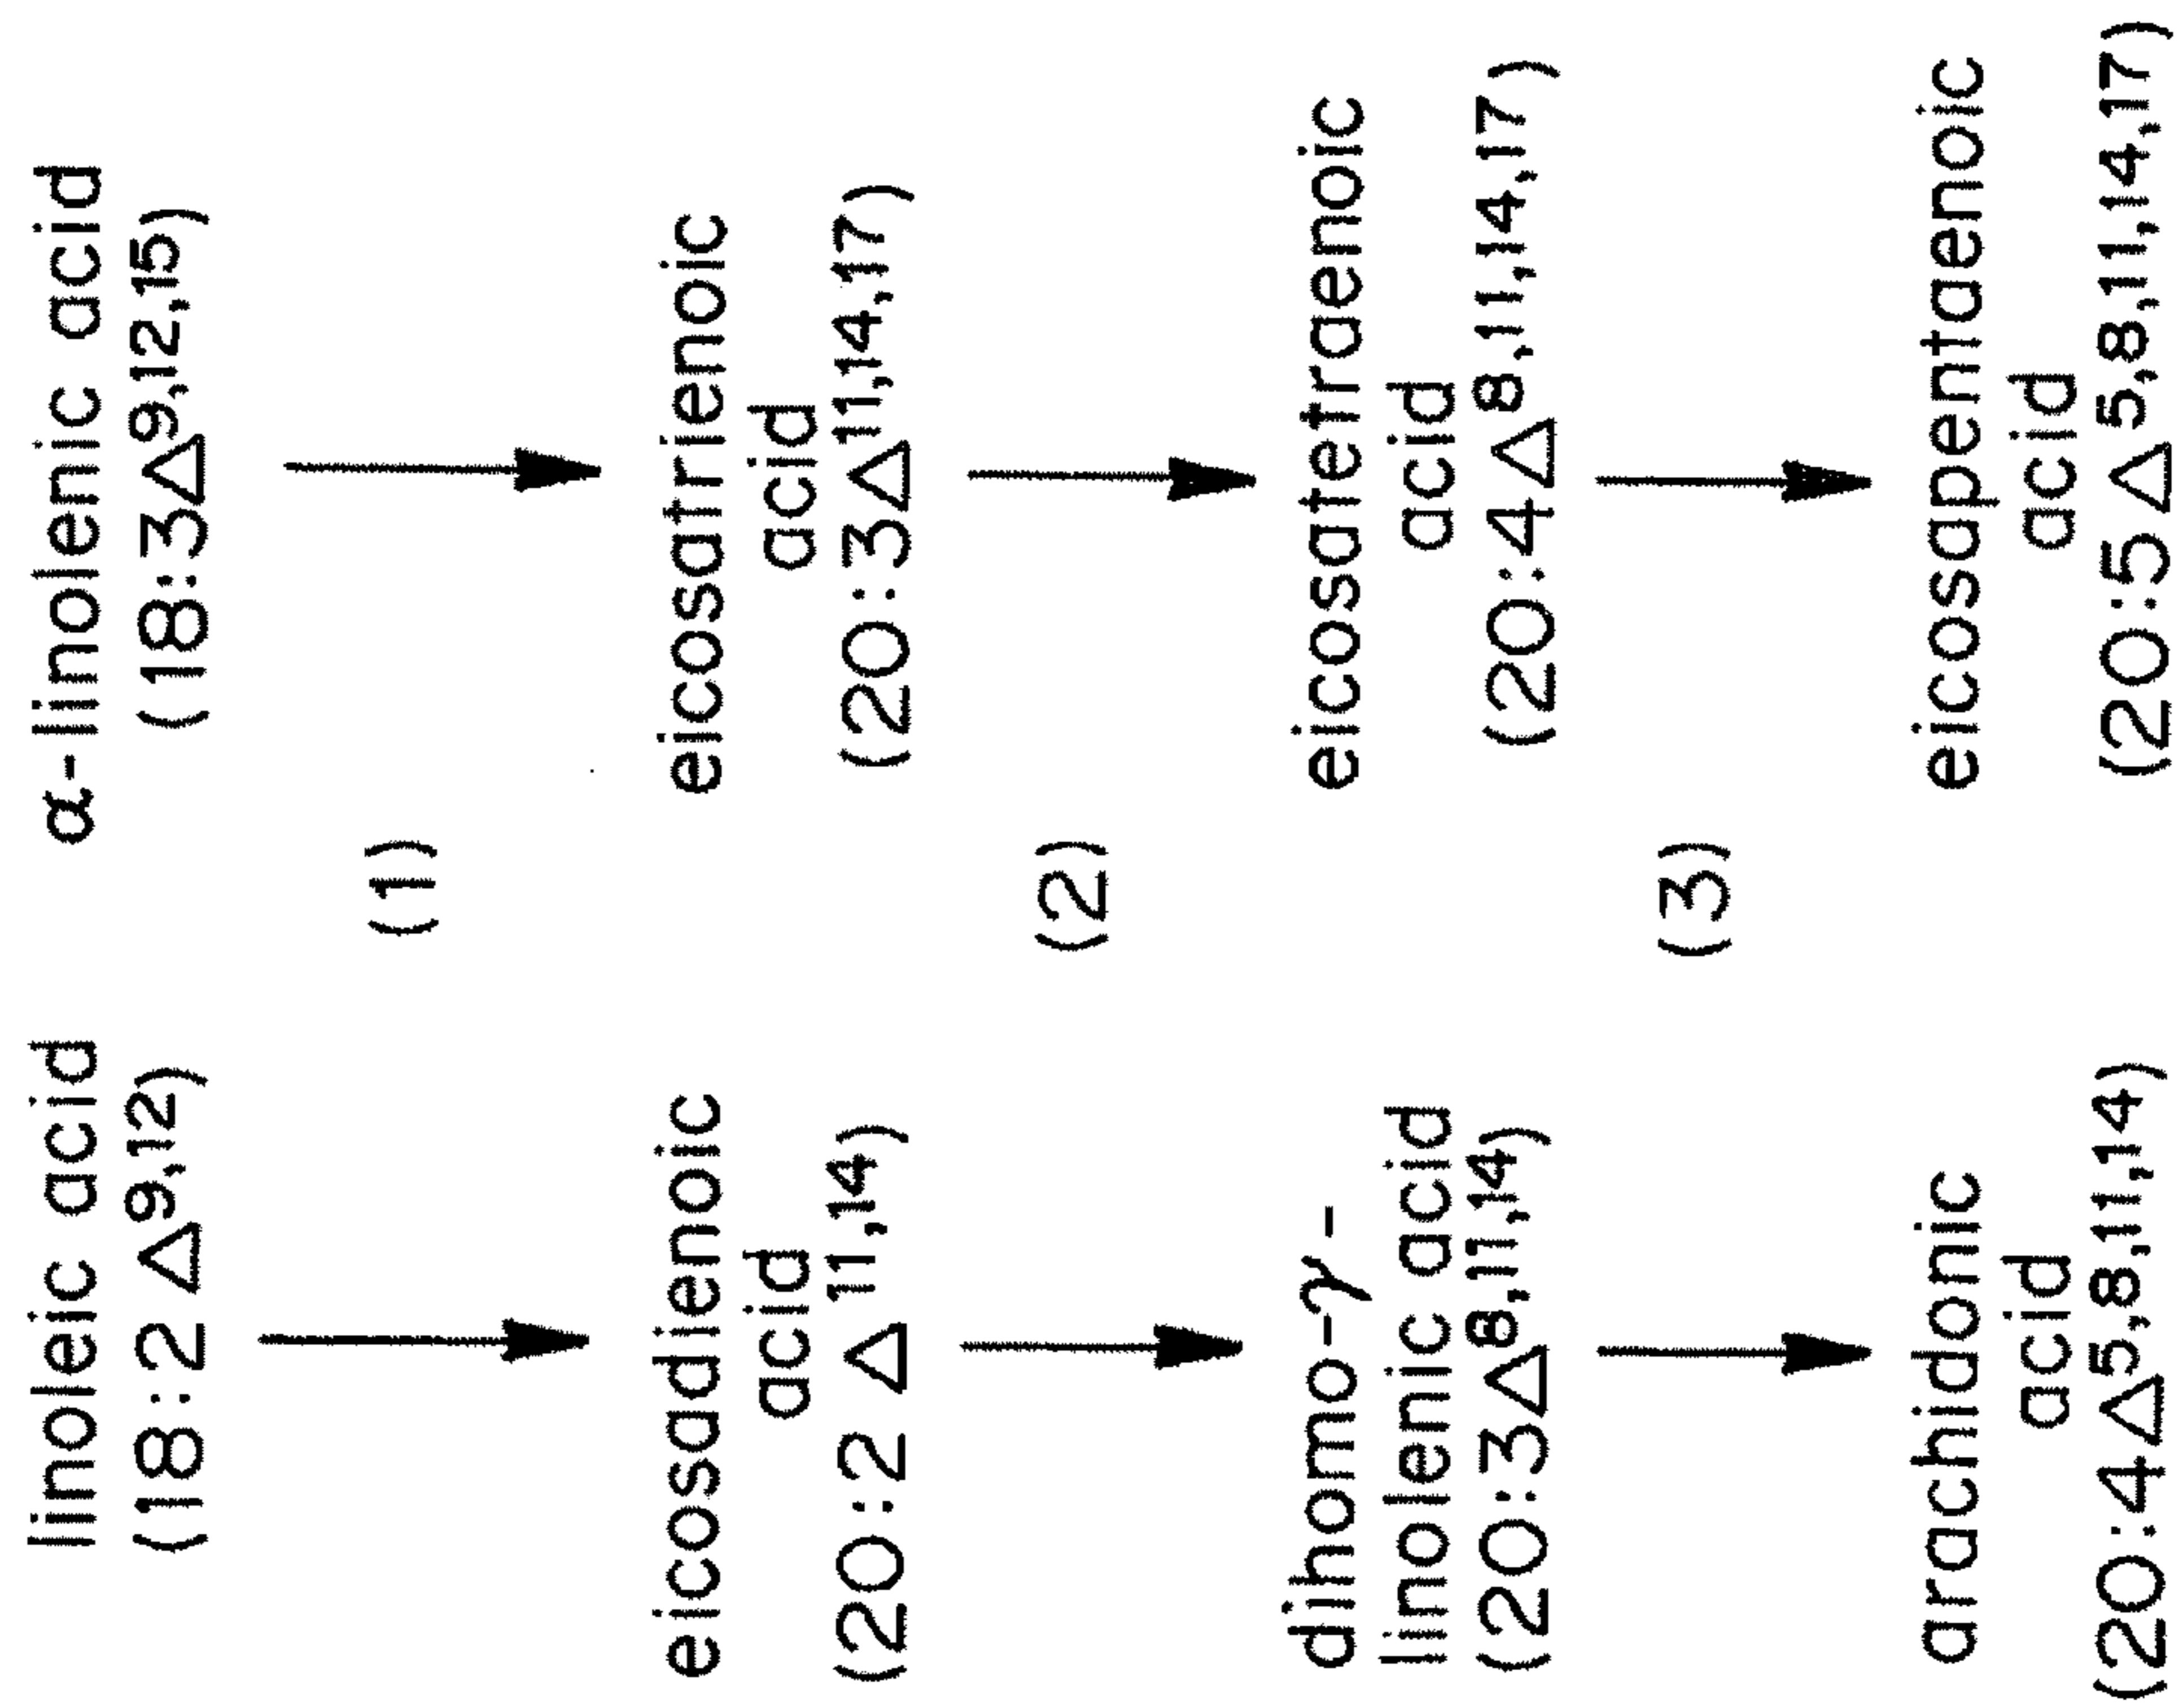 linoleic acid
(18:2 Δ9,12)
α-linolenic acid
(18:3Δ9,12,15)
(1)
eicosadienoic
acid
(20:2 Δ 11,14)
eicosatrienoic
acid
(20:3Δ11,14,17)
(2)
dihomo-γ-
linolenic acid
(20:3Δ8,11,14)
eicosatetraenoic
acid
(20:4Δ8,11,14,17)
(3)
arachidonic
acid
(20:4Δ5,8,11,14)
eicosapentaenoic
acid
(20:5Δ5,8,11,14,17)